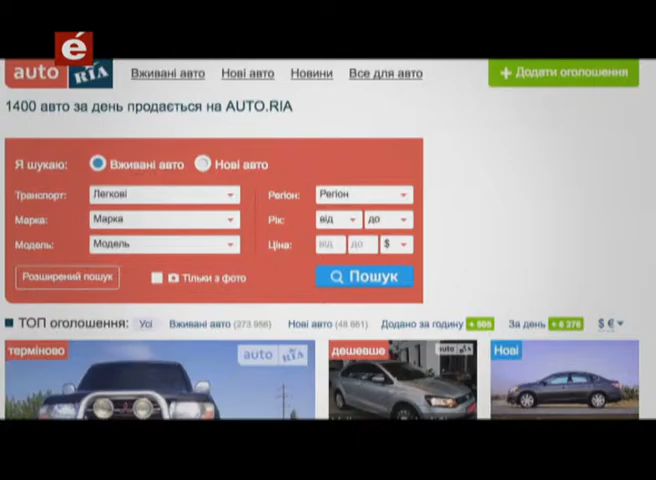 é
auto RIA
Вживані авто Нові авто Новини Все для авто + Додати оголошення
1400 авто за день продається на AUTO.RIA
Я шукаю: Вживані авто Нові авто
Транспорт: Легкові Регіон: Регіон
Марка: Марка Рік: від до
Модель: Модель Ціна: від до $
Розширений пошук Тільки з фото Пошук
ТОП оголошення: Усі Вживані авто Нові авто Додано за годину За день $ €
терміново auto RIA дешевше auto RIA Нові